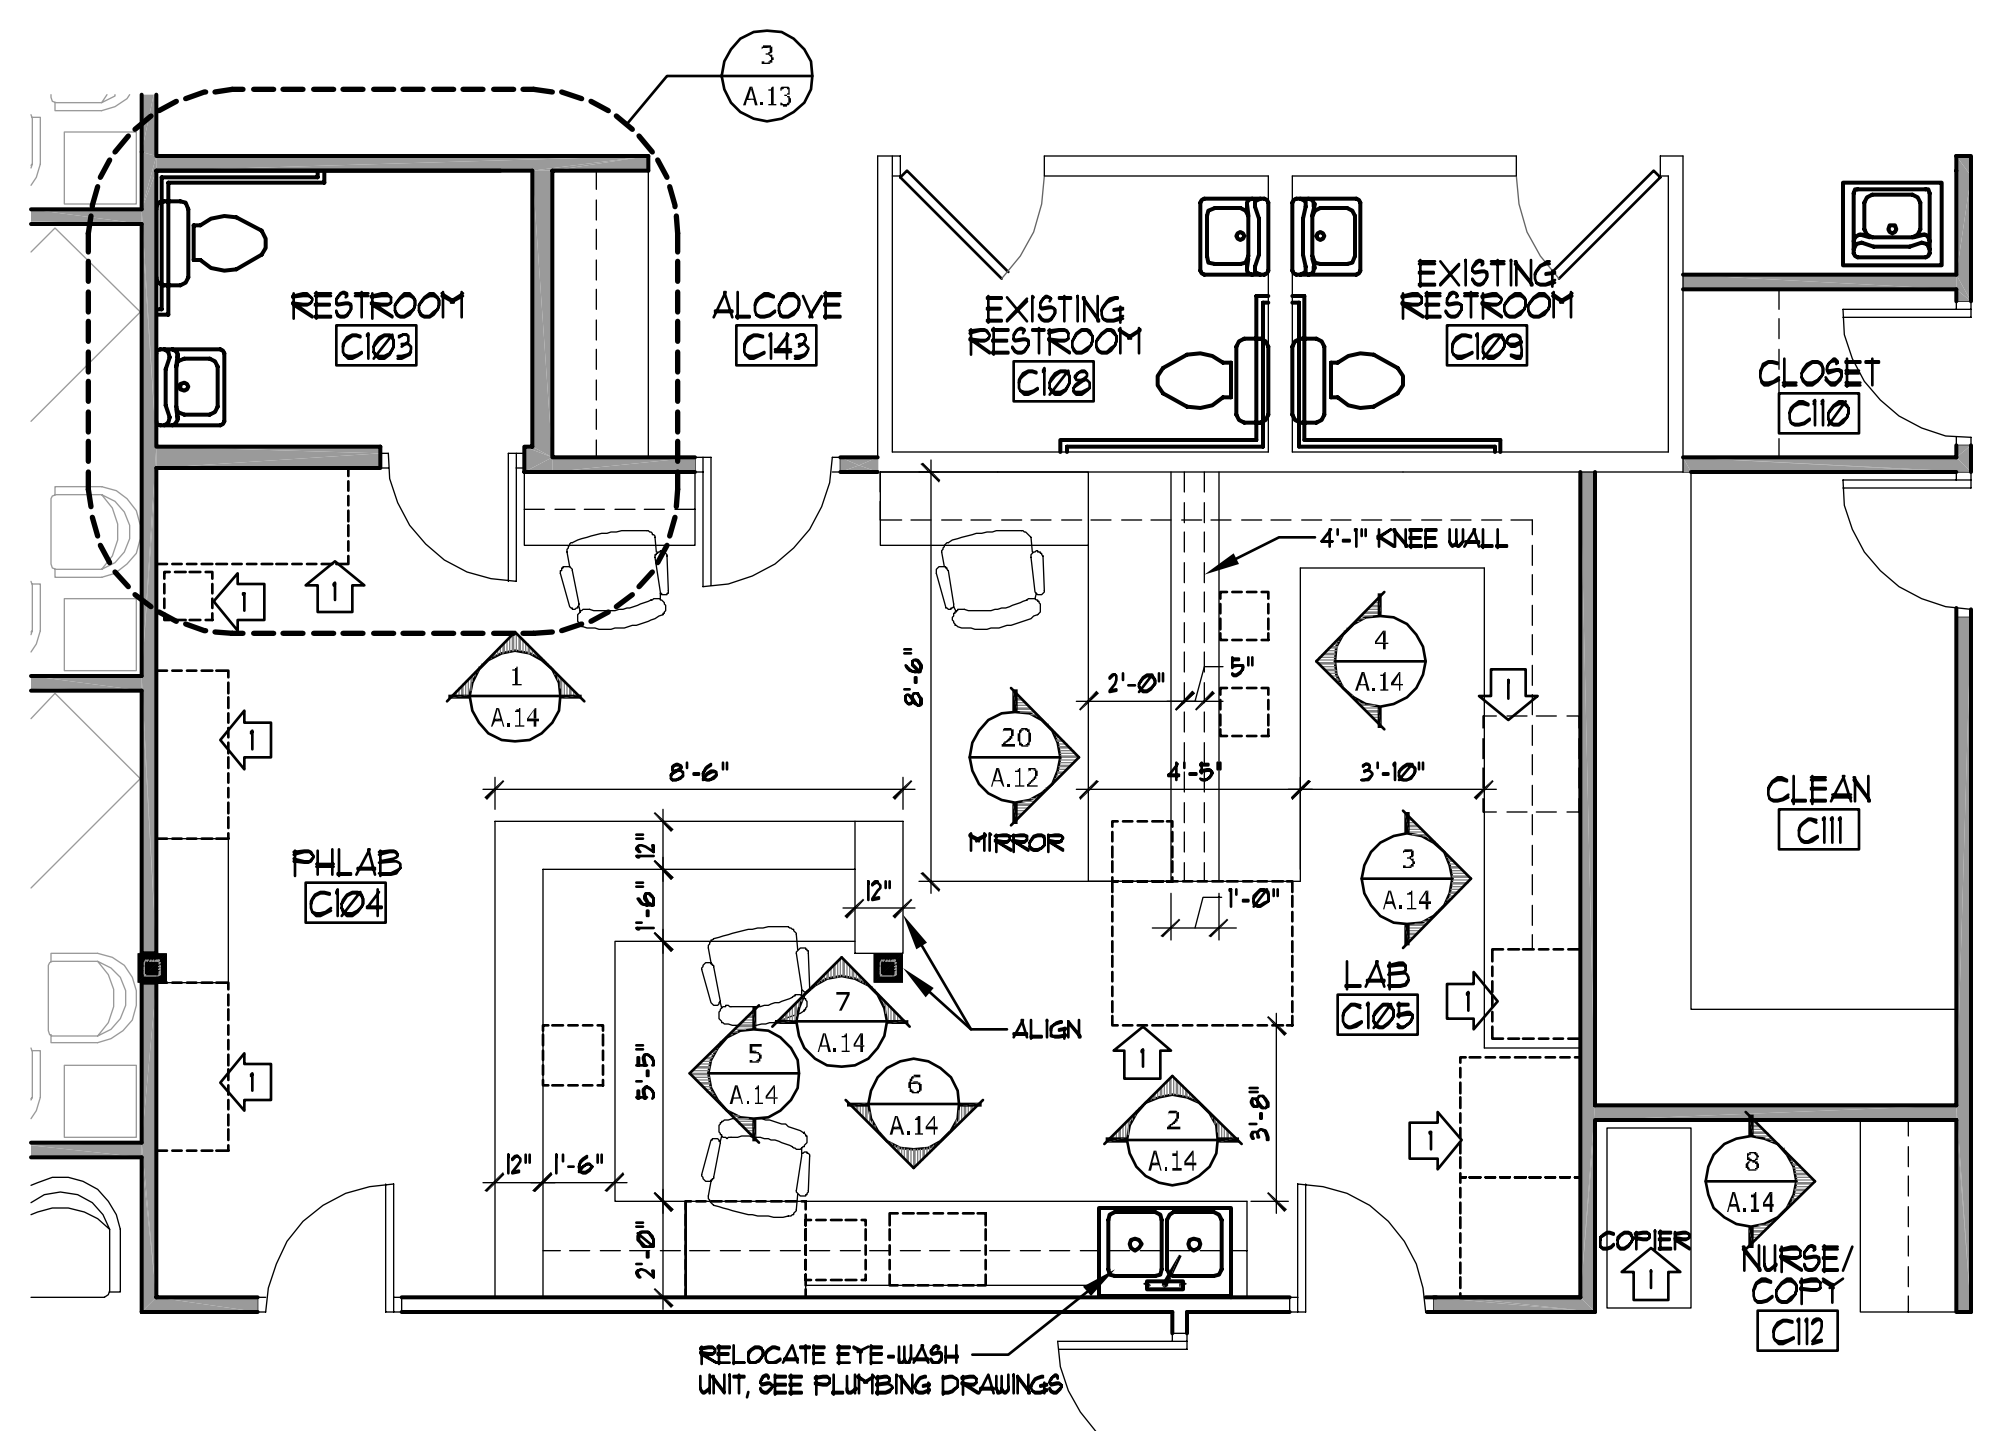 3
A.13
RESTROOM
C103
ALCOVE
C143
EXISTING
RESTROOM
C108
EXISTING
RESTROOM
C109
CLOSET
C110
4'-1" KNEE WALL
1
1
1
A.14
8'-6"
2'-0"
5"
4
A.14
1
1
20
A.12
MIRROR
4'-5"
3'-10"
8'-6"
CLEAN
C111
PHLAB
C104
12"
1'-6"
12"
3
A.14
1'-0"
LAB
C105
1
7
A.14
ALIGN
5
A.14
5'-5"
6
A.14
1
2
A.14
3'-8"
1
1
12"
1'-6"
8
A.14
2'-0"
COPIER
1
NURSE/
COPY
C112
RELOCATE EYE-WASH
UNIT, SEE PLUMBING DRAWINGS